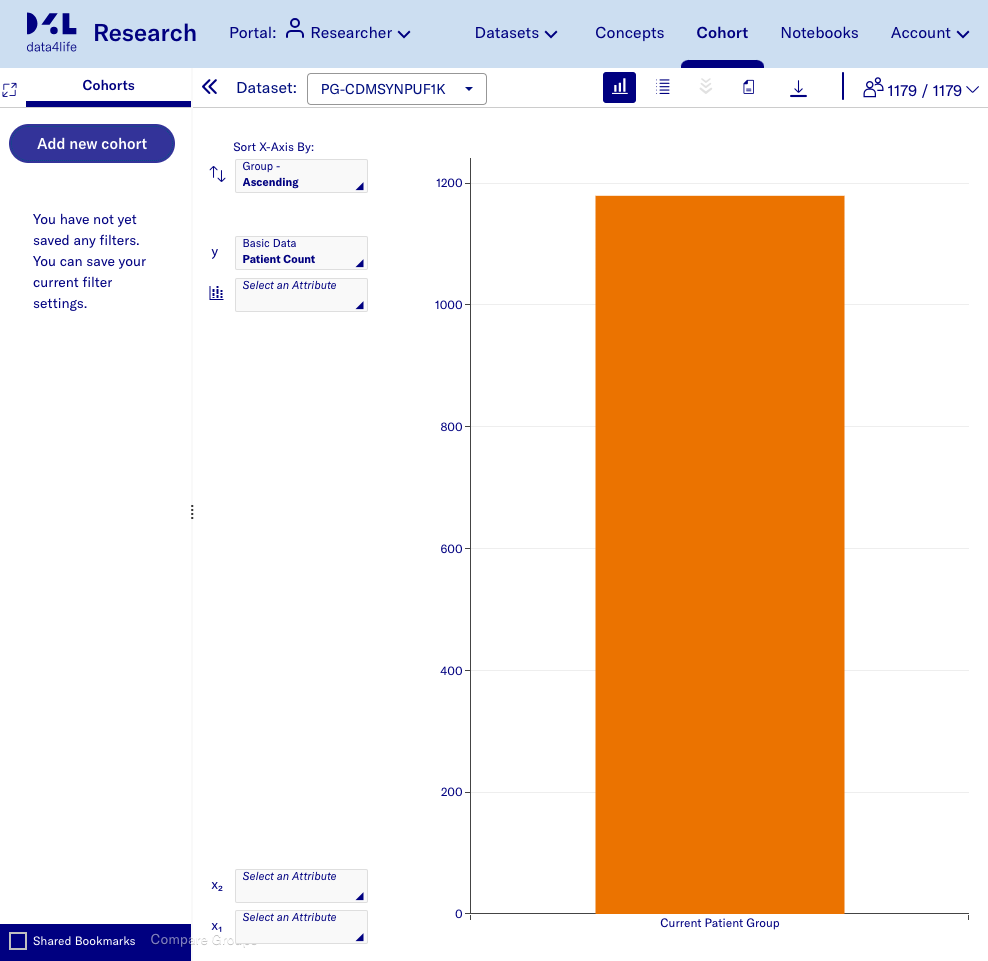 data4life
Research
Portal: Researcher
Datasets
Concepts
Cohort
Notebooks
Account
Cohorts
Dataset: PG-CDMSYNPUF1K
1179 / 1179
Add new cohort
You have not yet
saved any filters.
You can save your
current filter
settings.
Sort X-Axis By:
Group -
Ascending
y
Basic Data
Patient Count
Select an Attribute
x₂
Select an Attribute
x₁
Select an Attribute
1200
1000
800
600
400
200
0
Current Patient Group
Shared Bookmarks
Compare Groups